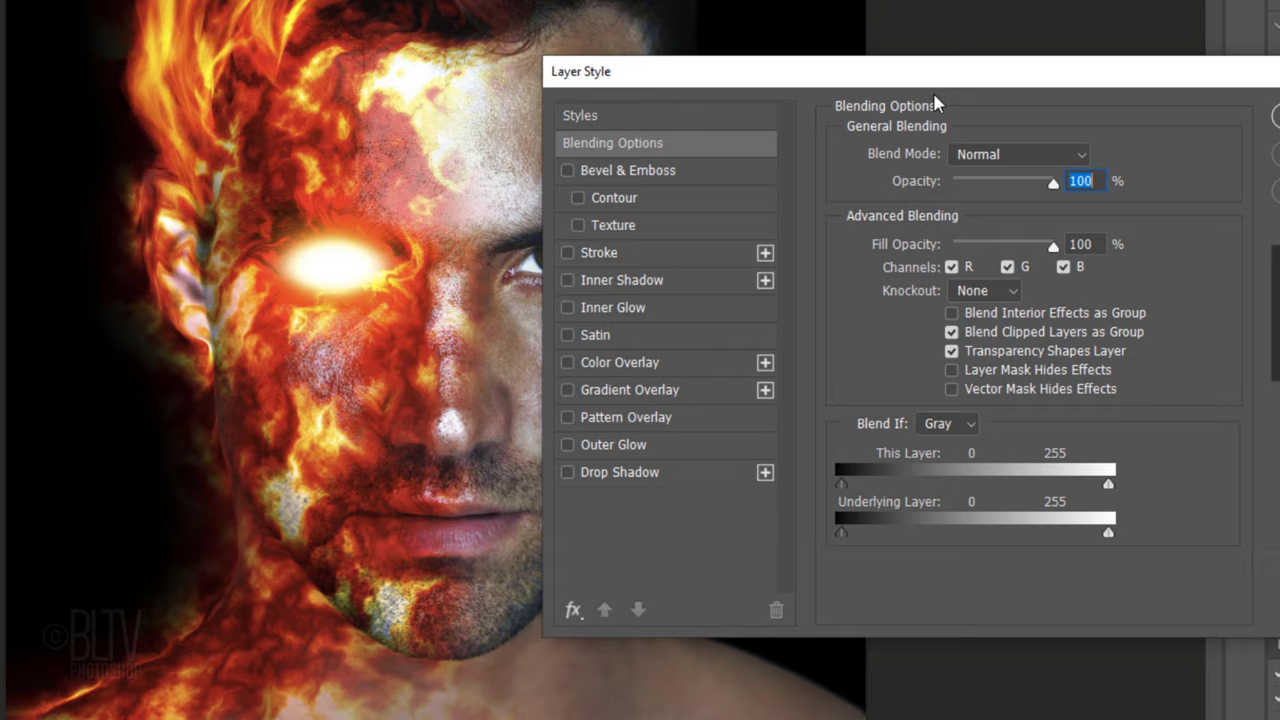 Layer Style
Styles
Blending Options
Bevel & Emboss
Contour
Texture
Stroke
Inner Shadow
Inner Glow
Satin
Color Overlay
Gradient Overlay
Pattern Overlay
Outer Glow
Drop Shadow
fx
Blending Options
General Blending
Blend Mode: Normal
Opacity: 100 %
Advanced Blending
Fill Opacity: 100 %
Channels: R G B
Knockout: None
Blend Interior Effects as Group
Blend Clipped Layers as Group
Transparency Shapes Layer
Layer Mask Hides Effects
Vector Mask Hides Effects
Blend If: Gray
This Layer: 0 255
Underlying Layer: 0 255
©BLTV
PHOTOSHOP